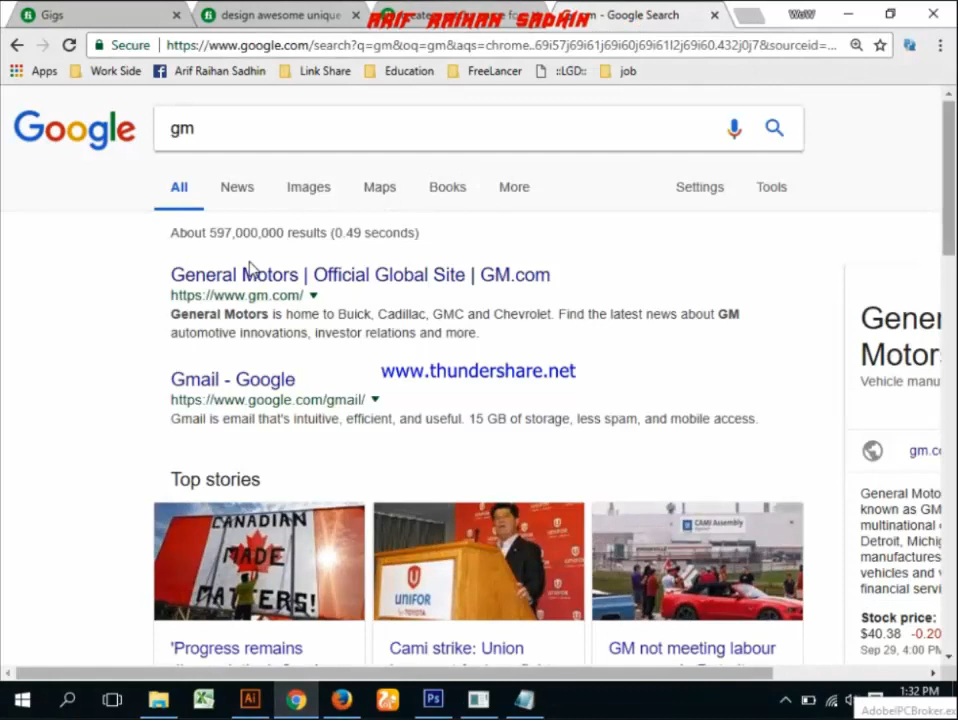 Gigs
design awesome unique
ARIF RAIHAN SADHIN
- Google Search
WoW
Secure
https://www.google.com/search?q=gm&oq=gm&aqs=chrome..69i57j69i61j69i60j69i61l2j69i60.432j0j7&sourceid=...
Apps
Work Side
Arif Raihan Sadhin
Link Share
Education
FreeLancer
::LGD::
job
Google
gm
All
News
Images
Maps
Books
More
Settings
Tools
About 597,000,000 results (0.49 seconds)
General Motors | Official Global Site | GM.com
https://www.gm.com/
General Motors is home to Buick, Cadillac, GMC and Chevrolet. Find the latest news about GM
automotive innovations, investor relations and more.
www.thundershare.net
Gmail - Google
https://www.google.com/gmail/
Gmail is email that's intuitive, efficient, and useful. 15 GB of storage, less spam, and mobile access.
Top stories
CANADIAN
MADE
MATTERS!
UNIFOR
CAMI Assembly
'Progress remains
Cami strike: Union
GM not meeting labour
Gener
Motors
Vehicle manu
gm.co
General Moto
known as GM
multinational
Detroit, Michi
manufactures
vehicles and
financial servi
Stock price:
$40.38 -0.20
Sep 29, 4:00 PM
1:32 PM
AdobeIPCBroker.ex